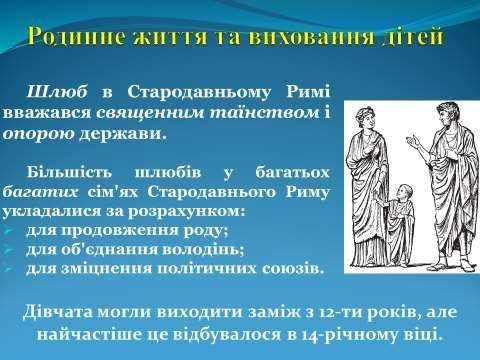 Родинне життя та виховання дітей
Шлюб в Стародавньому Римі
вважався священним таїнством і
опорою держави.
Більшість шлюбів у багатьох
багатих сім'ях Стародавнього Риму
укладалися за розрахунком:
для продовження роду;
для об'єднання володінь;
для зміцнення політичних союзів.
Дівчата могли виходити заміж з 12-ти років, але
найчастіше це відбувалося в 14-річному віці.